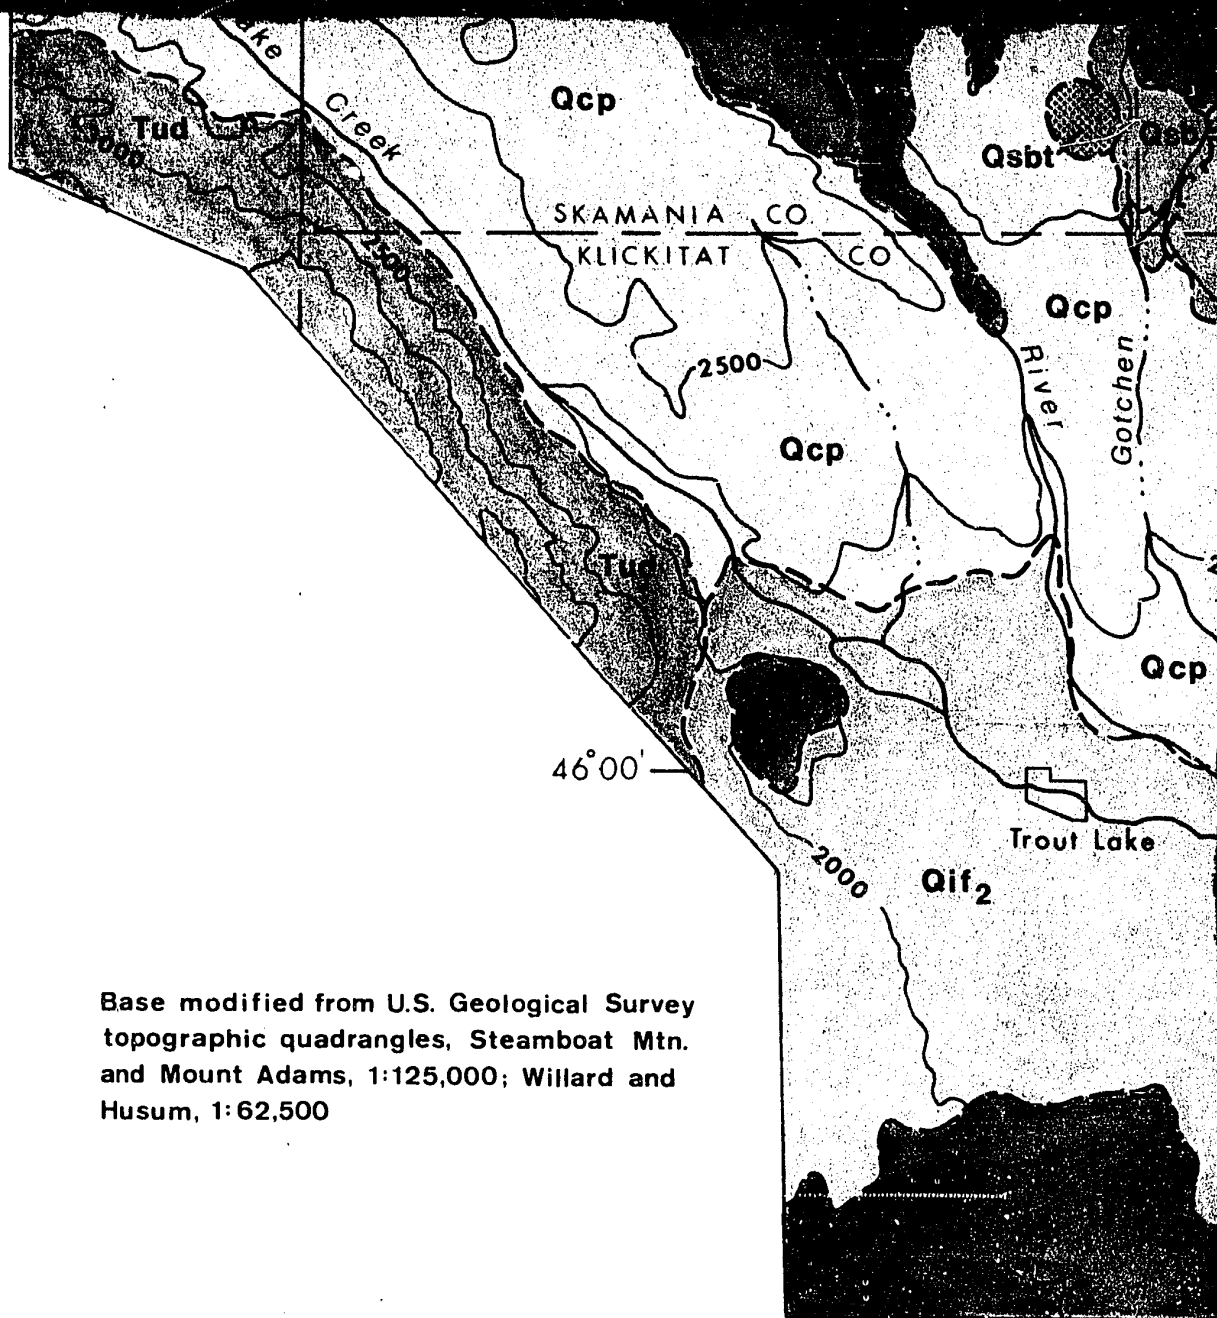 Creek
Qcp
Tud
Qsbt
SKAMANIA CO
KLICKITAT CO
2500
Qcp
River
Gotchen
2500
Qcp
Tud
Qcp
46°00'
Trout Lake
2000
Qif2
Base modified from U.S. Geological Survey
topographic quadrangles, Steamboat Mtn.
and Mount Adams, 1:125,000; Willard and
Husum, 1:62,500